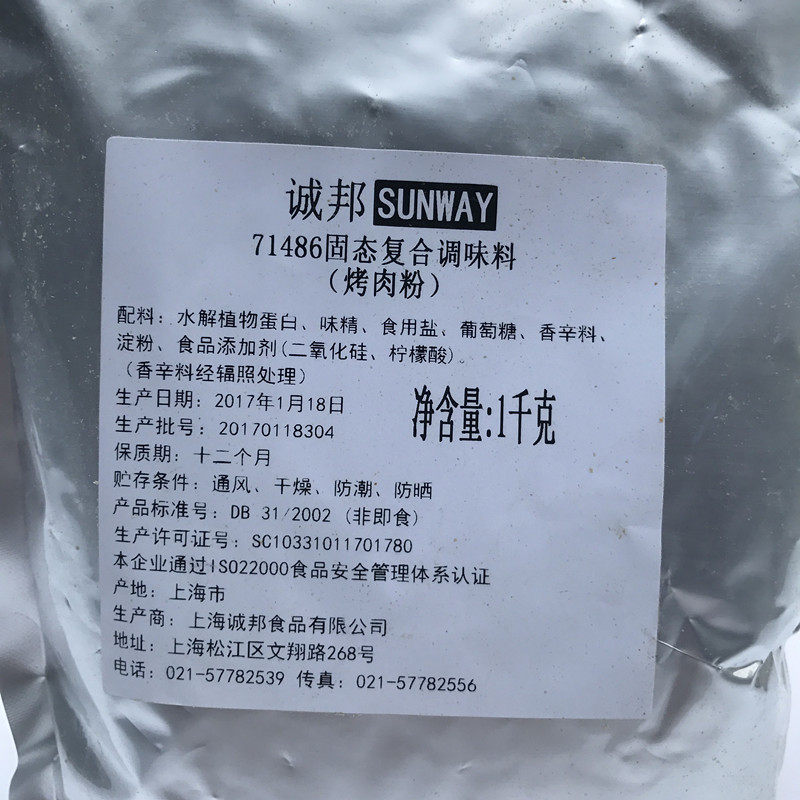 诚邦 SUNWAY
71486固态复合调味料
（烤肉粉）
配料：水解植物蛋白、味精、食用盐、葡萄糖、香辛料、
淀粉、食品添加剂(二氧化硅、柠檬酸)。
（香辛料经辐照处理）
生产日期：2017年1月18日
净含量:1千克
生产批号：20170118304
保质期：十二个月
贮存条件：通风、干燥、防潮、防晒
产品标准号：DB 31/2002 (非即食)
生产许可证号：SC10331011701780
本企业通过ISO22000食品安全管理体系认证
产地：上海市
生产商：上海诚邦食品有限公司
地址：上海松江区文翔路268号
电话：021-57782539 传真：021-57782556